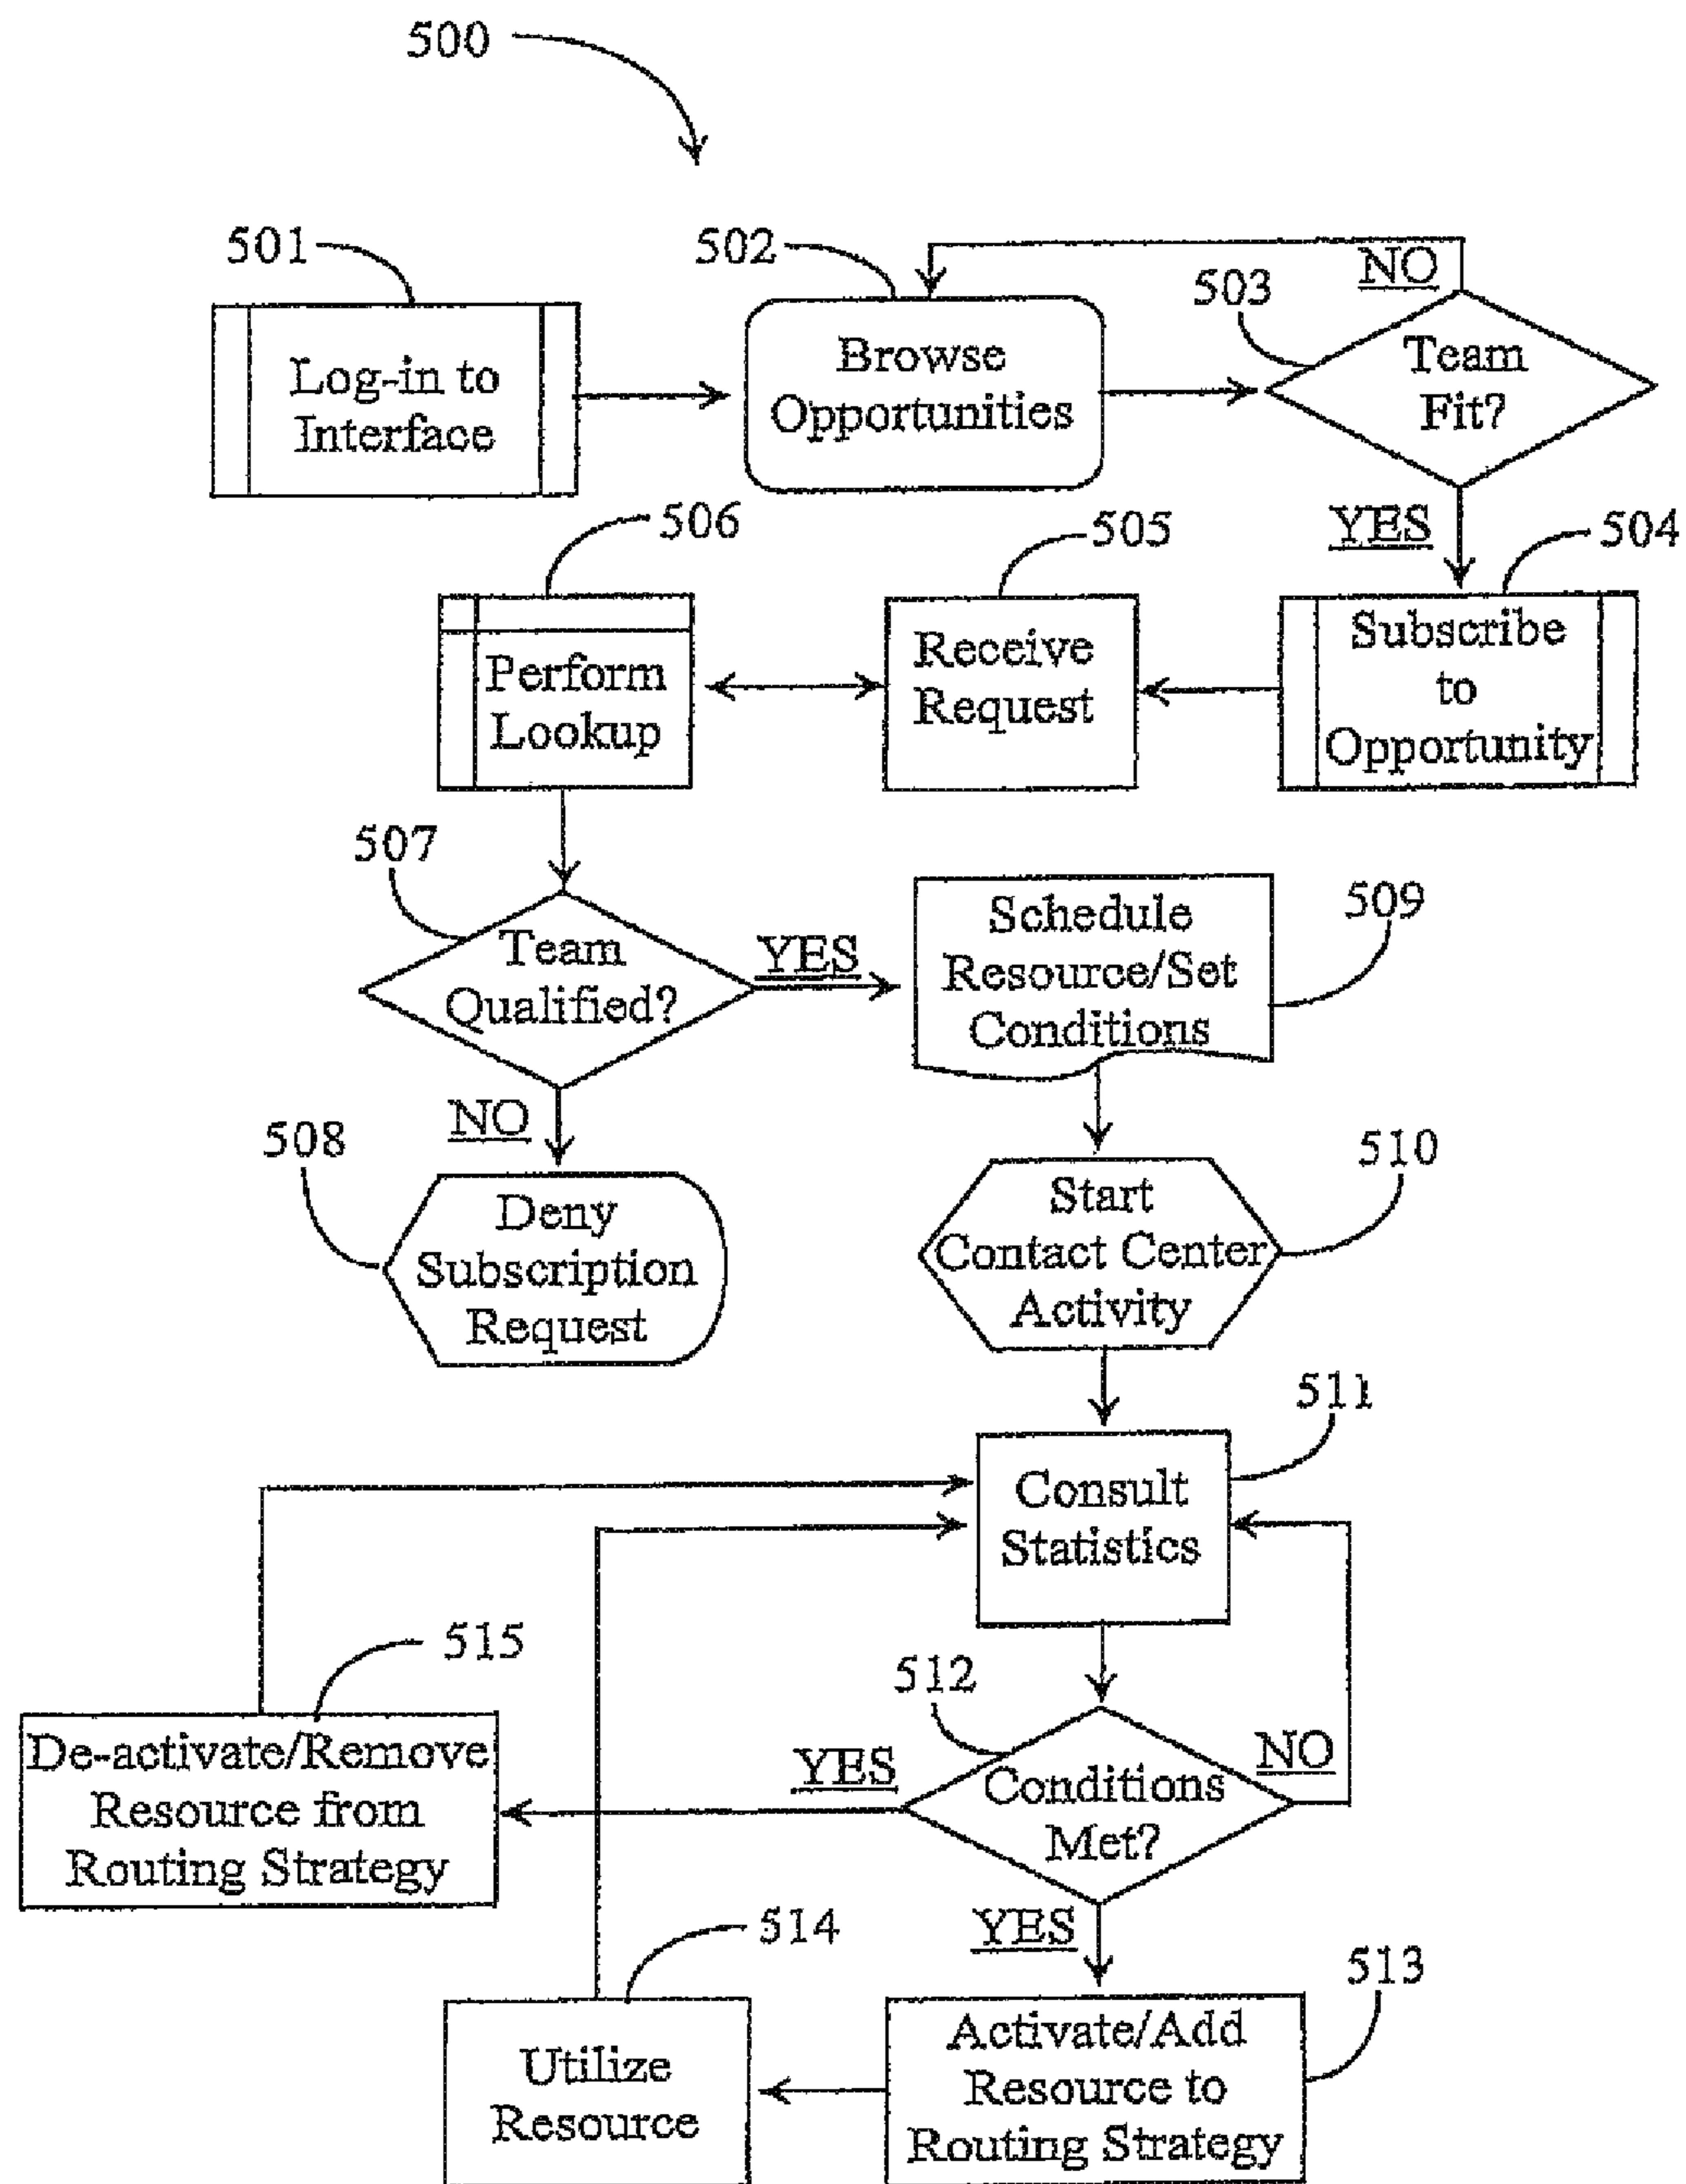 500
501
Log-in to
Interface
502
Browse
Opportunities
503
NO
Team
Fit?
YES
504
Subscribe
to
Opportunity
505
Receive
Request
506
Perform
Lookup
507
Team
Qualified?
YES
NO
508
Deny
Subscription
Request
509
Schedule
Resource/Set
Conditions
510
Start
Contact Center
Activity
511
Consult
Statistics
512
Conditions
Met?
NO
YES
515
De-activate/Remove
Resource from
Routing Strategy
YES
513
Activate/Add
Resource to
Routing Strategy
514
Utilize
Resource